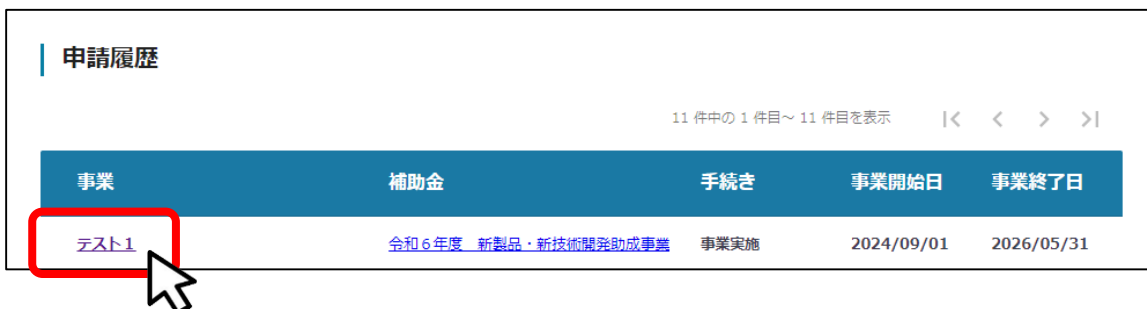 申請履歴
11 件中の 1 件目～ 11 件目を表示
事業 補助金 手続き 事業開始日 事業終了日
テスト1 令和６年度　新製品・新技術開発助成事業 事業実施 2024/09/01 2026/05/31